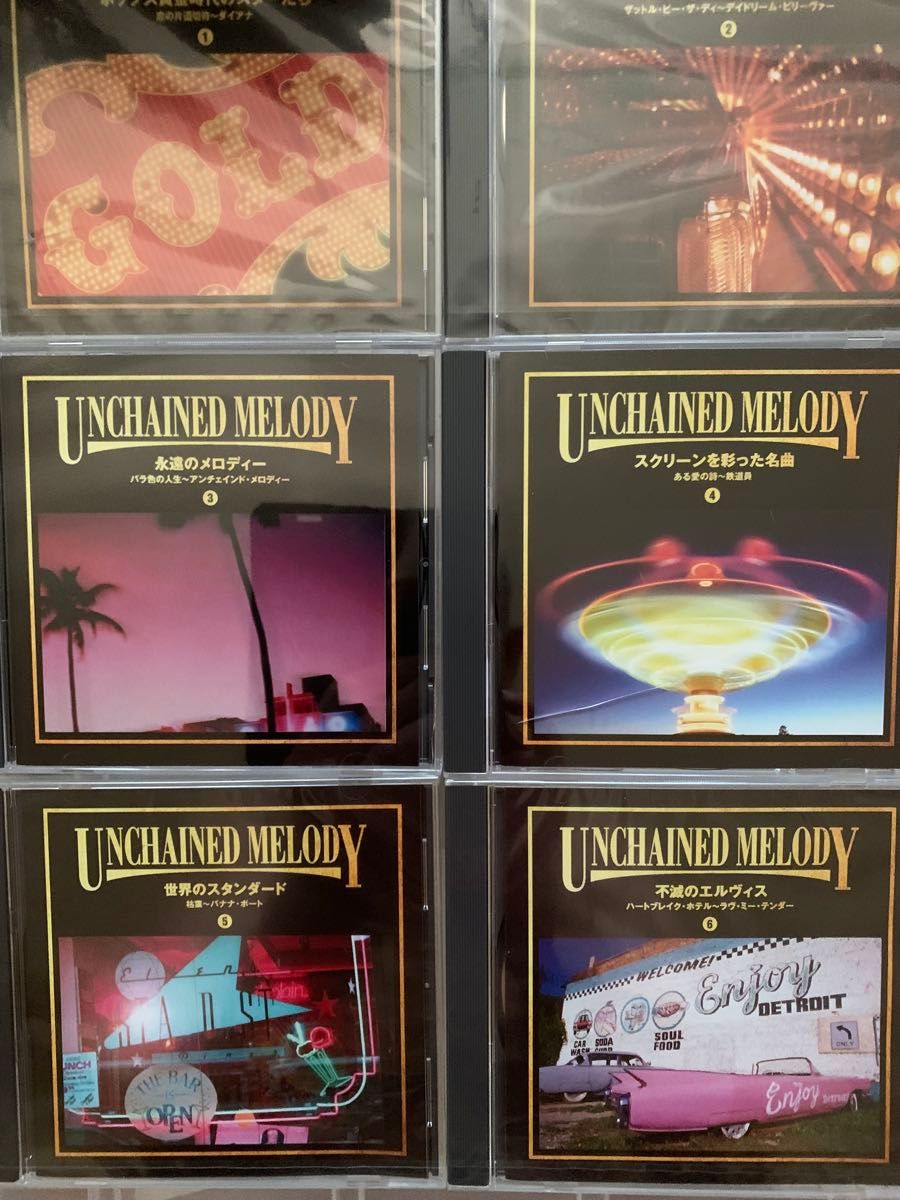 ポップス黄金時代のスターたち
恋の片道切符〜ダイアナ
1
GOLD
ザットル・ビー・ザ・デイ〜デイドリーム・ビリーヴァー
2
UNCHAINED MELODY
永遠のメロディー
バラ色の人生〜アンチェインド・メロディー
3
UNCHAINED MELODY
スクリーンを彩った名曲
ある愛の詩〜鉄道員
4
UNCHAINED MELODY
世界のスタンダード
枯葉〜バナナ・ボート
5
THE BAR
IS
OPEN
UNCHAINED MELODY
不滅のエルヴィス
ハートブレイク・ホテル〜ラヴ・ミー・テンダー
6
WELCOME!
Enjoy
DETROIT
CAR
WASH
SODA
SOUL
FOOD
ONLY
Enjoy